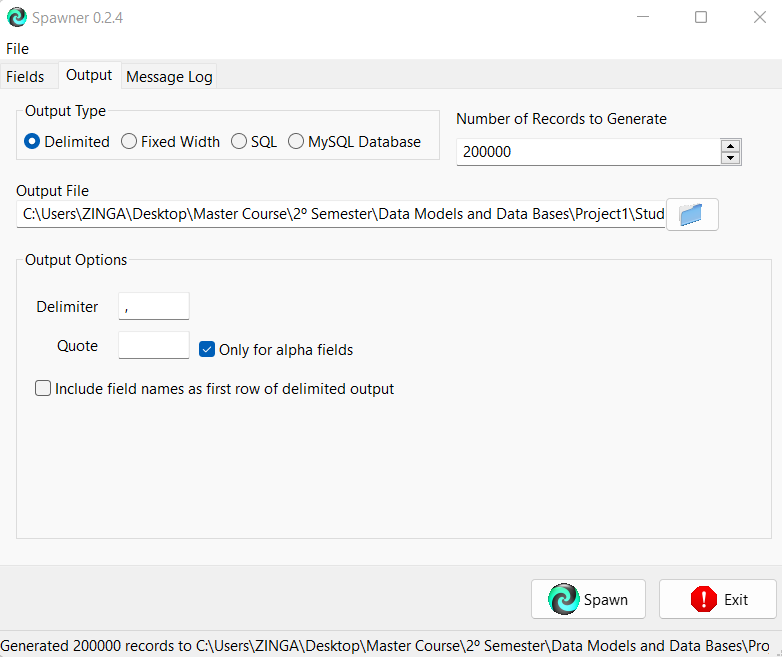 Spawner 0.2.4
File
Fields Output Message Log
Output Type
Delimited Fixed Width SQL MySQL Database
Number of Records to Generate
200000
Output File
C:\Users\ZINGA\Desktop\Master Course\2º Semester\Data Models and Data Bases\Project1\Stud
Output Options
Delimiter ,
Quote
Only for alpha fields
Include field names as first row of delimited output
Spawn Exit
Generated 200000 records to C:\Users\ZINGA\Desktop\Master Course\2º Semester\Data Models and Data Bases\Pro